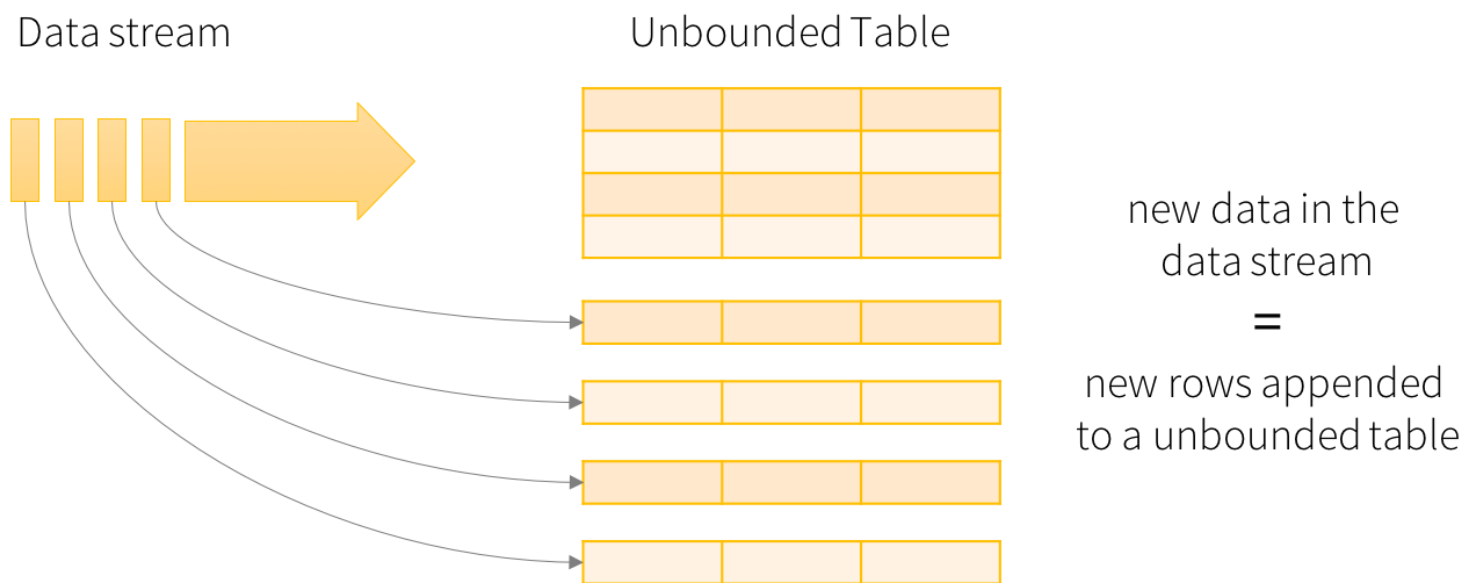 Data stream
Unbounded Table
new data in the
data stream
=
new rows appended
to a unbounded table